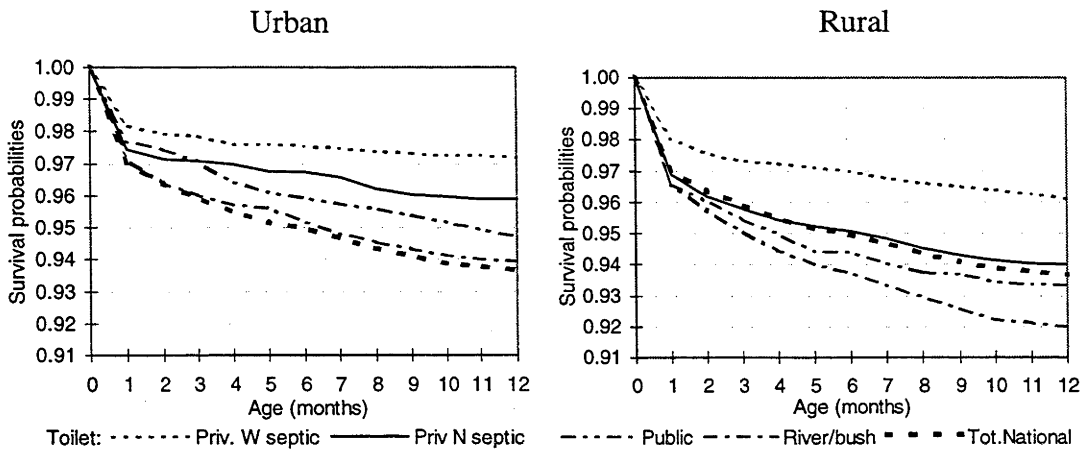 Urban
Survival probabilities
1.00
0.99
0.98
0.97
0.96
0.95
0.94
0.93
0.92
0.91
0 1 2 3 4 5 6 7 8 9 10 11 12
Age (months)
Rural
Survival probabilities
1.00
0.99
0.98
0.97
0.96
0.95
0.94
0.93
0.92
0.91
0 1 2 3 4 5 6 7 8 9 10 11 12
Age (months)
Toilet: Priv. W septic Priv N septic Public River/bush Tot.National